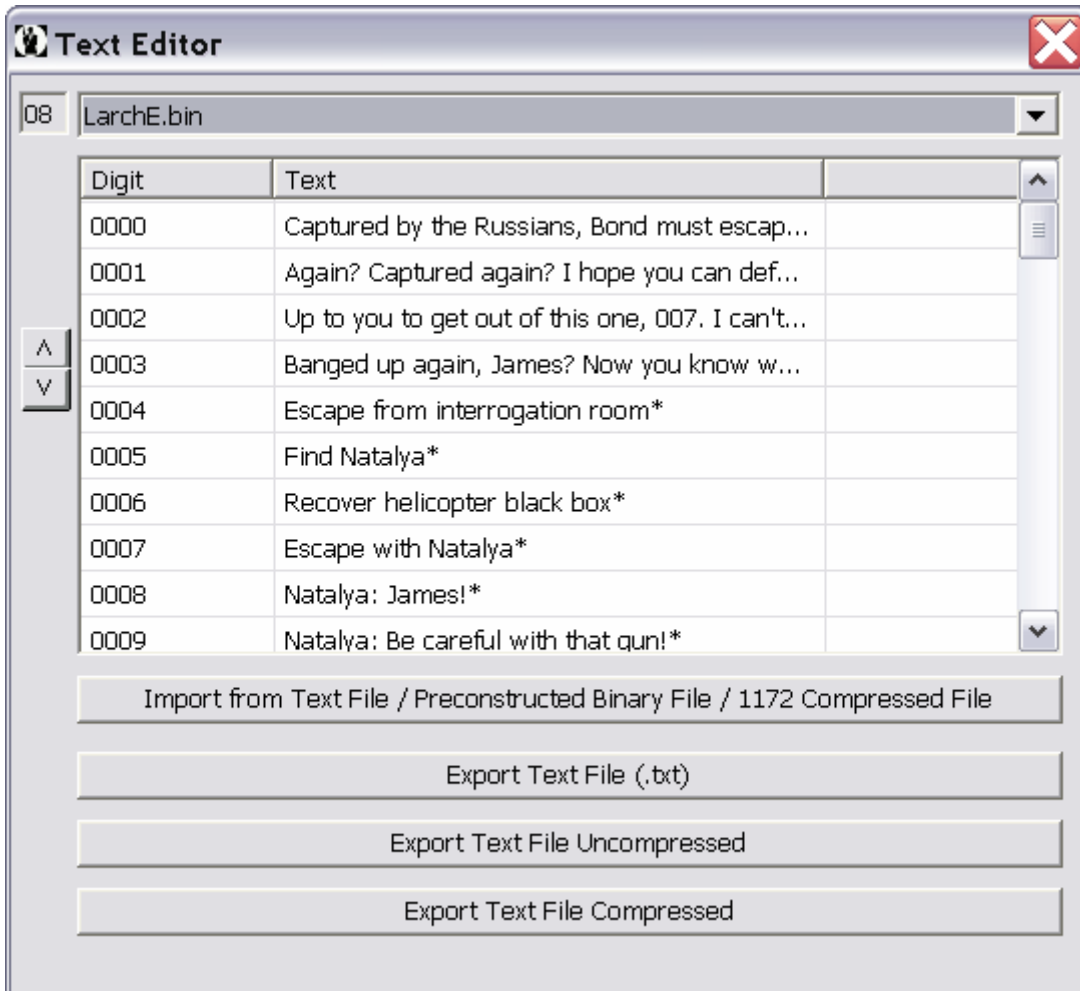 Text Editor
08 LarchE.bin
Digit Text
0000 Captured by the Russians, Bond must escap...
0001 Again? Captured again? I hope you can def...
0002 Up to you to get out of this one, 007. I can't...
0003 Banged up again, James? Now you know w...
0004 Escape from interrogation room*
0005 Find Natalya*
0006 Recover helicopter black box*
0007 Escape with Natalya*
0008 Natalya: James!*
0009 Natalya: Be careful with that gun!*
Import from Text File / Preconstructed Binary File / 1172 Compressed File
Export Text File (.txt)
Export Text File Uncompressed
Export Text File Compressed